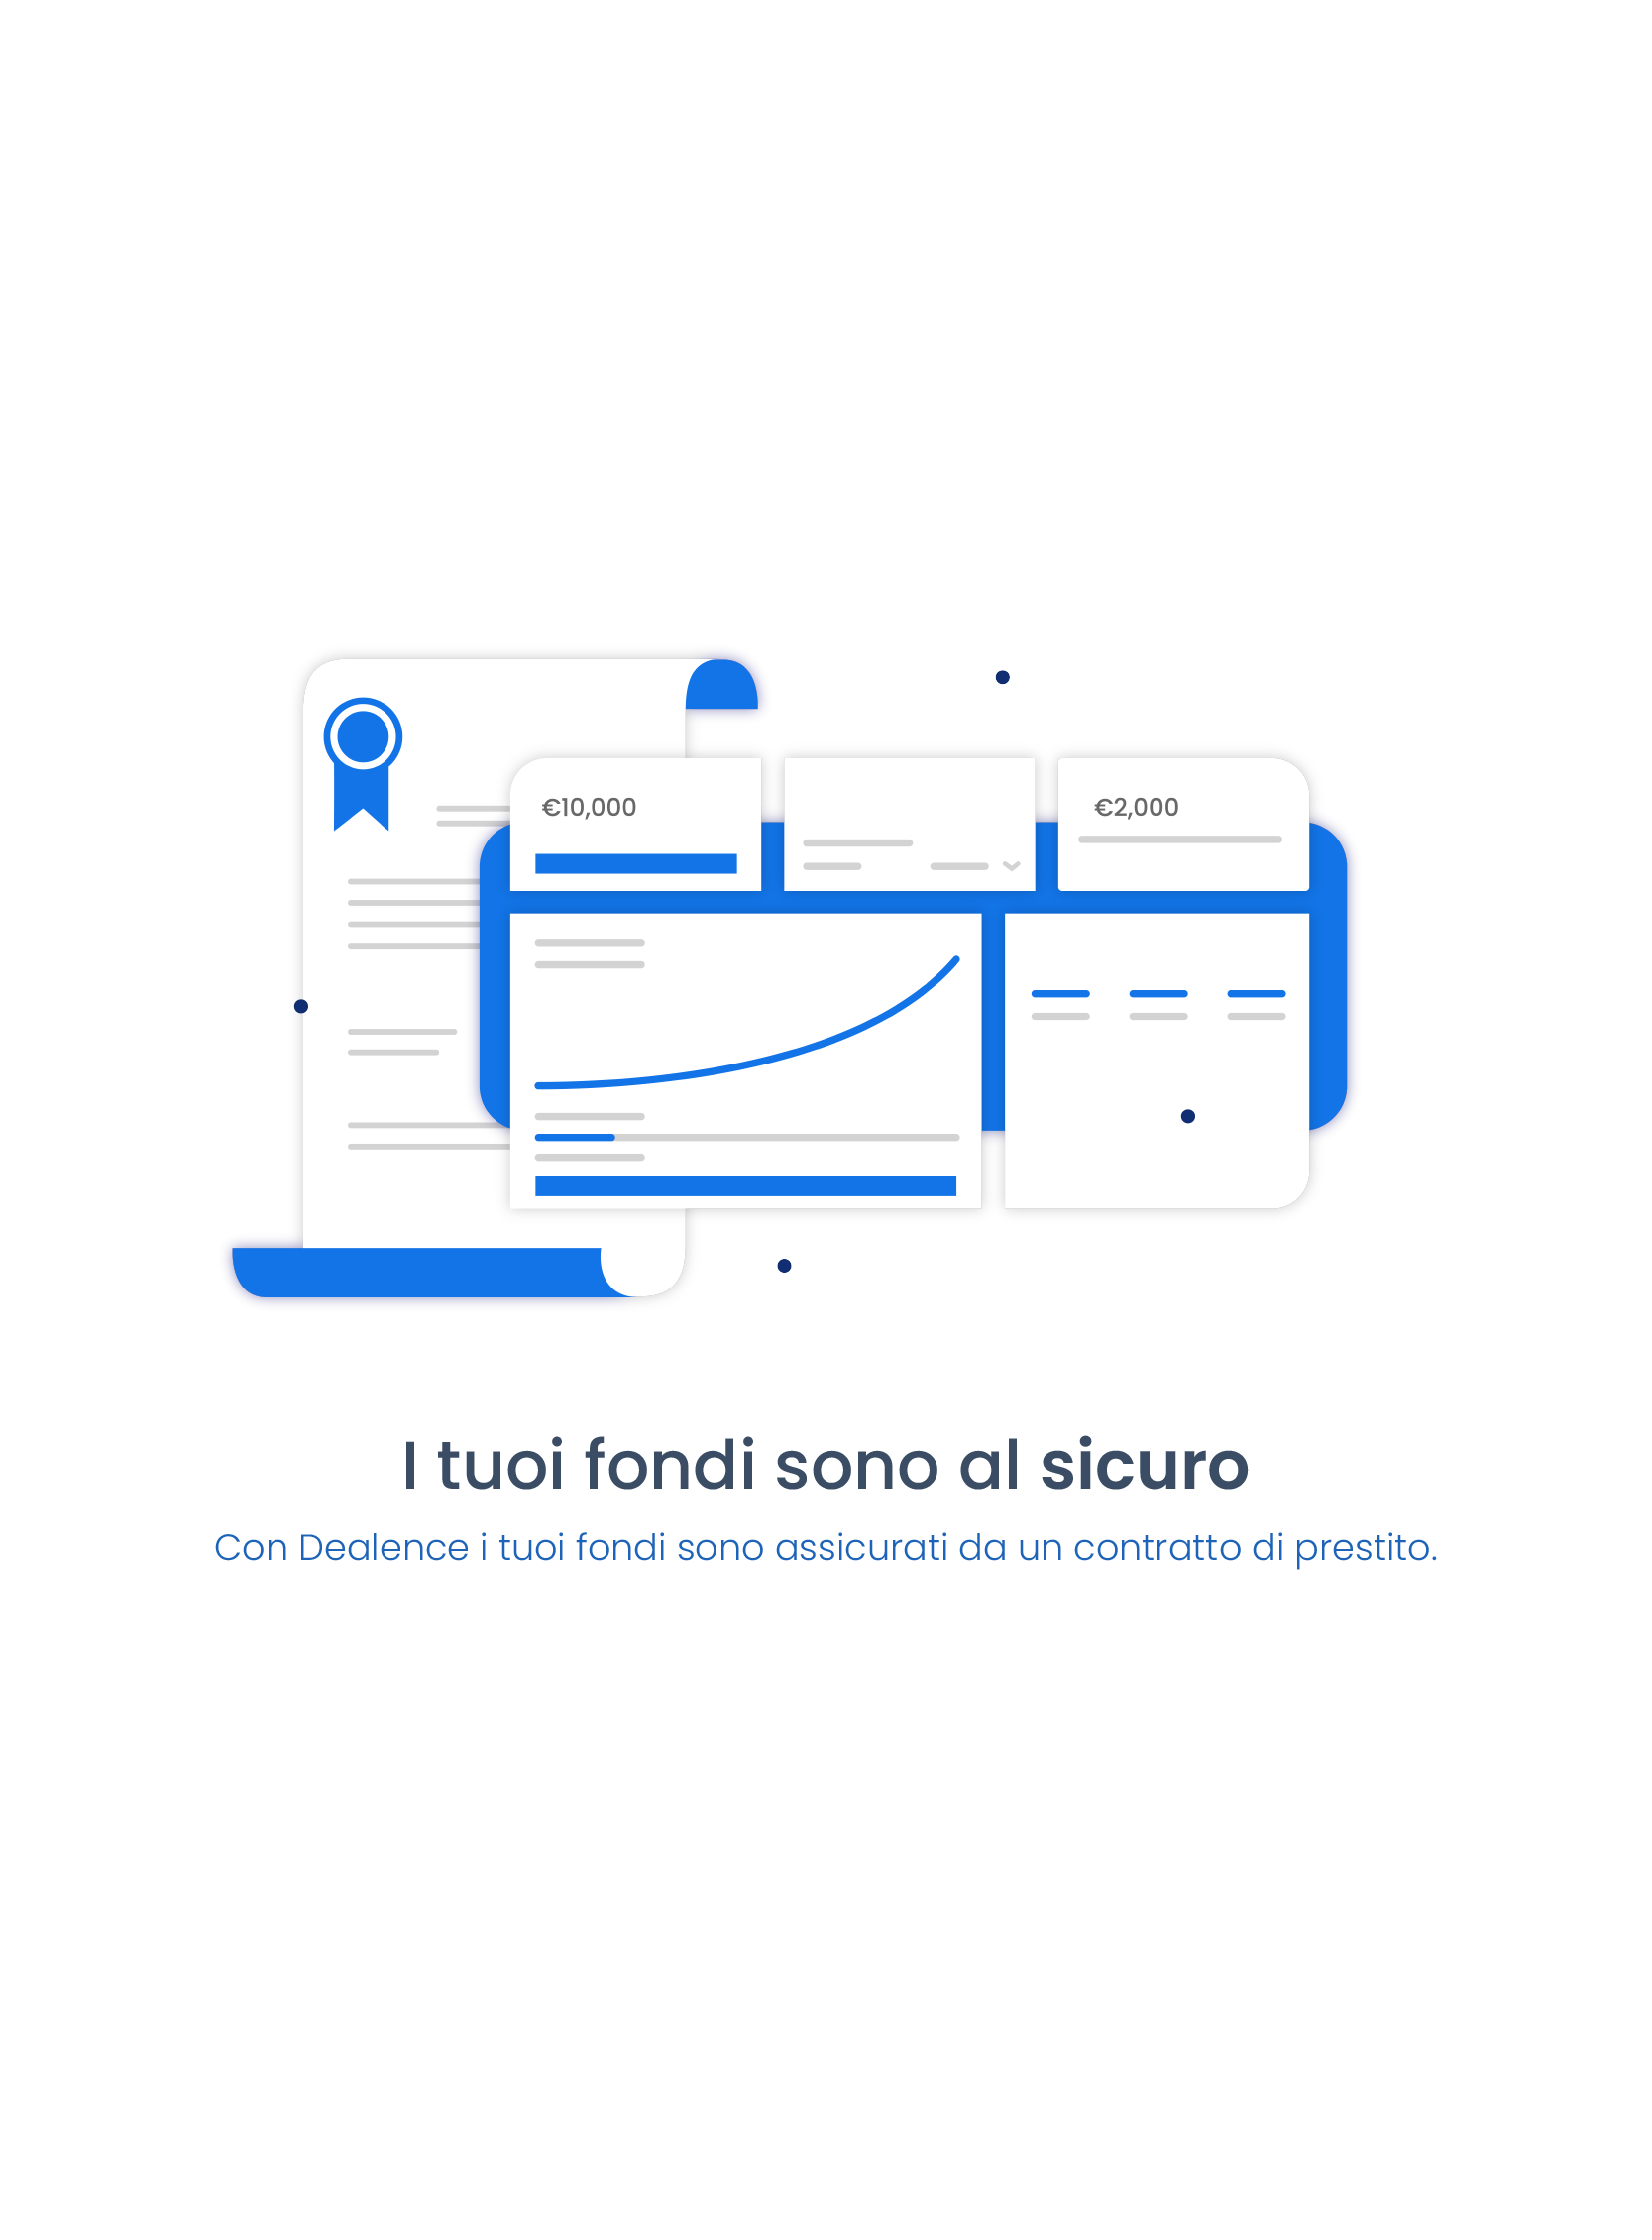 €10,000
€2,000
I tuoi fondi sono al sicuro
Con Dealence i tuoi fondi sono assicurati da un contratto di prestito.